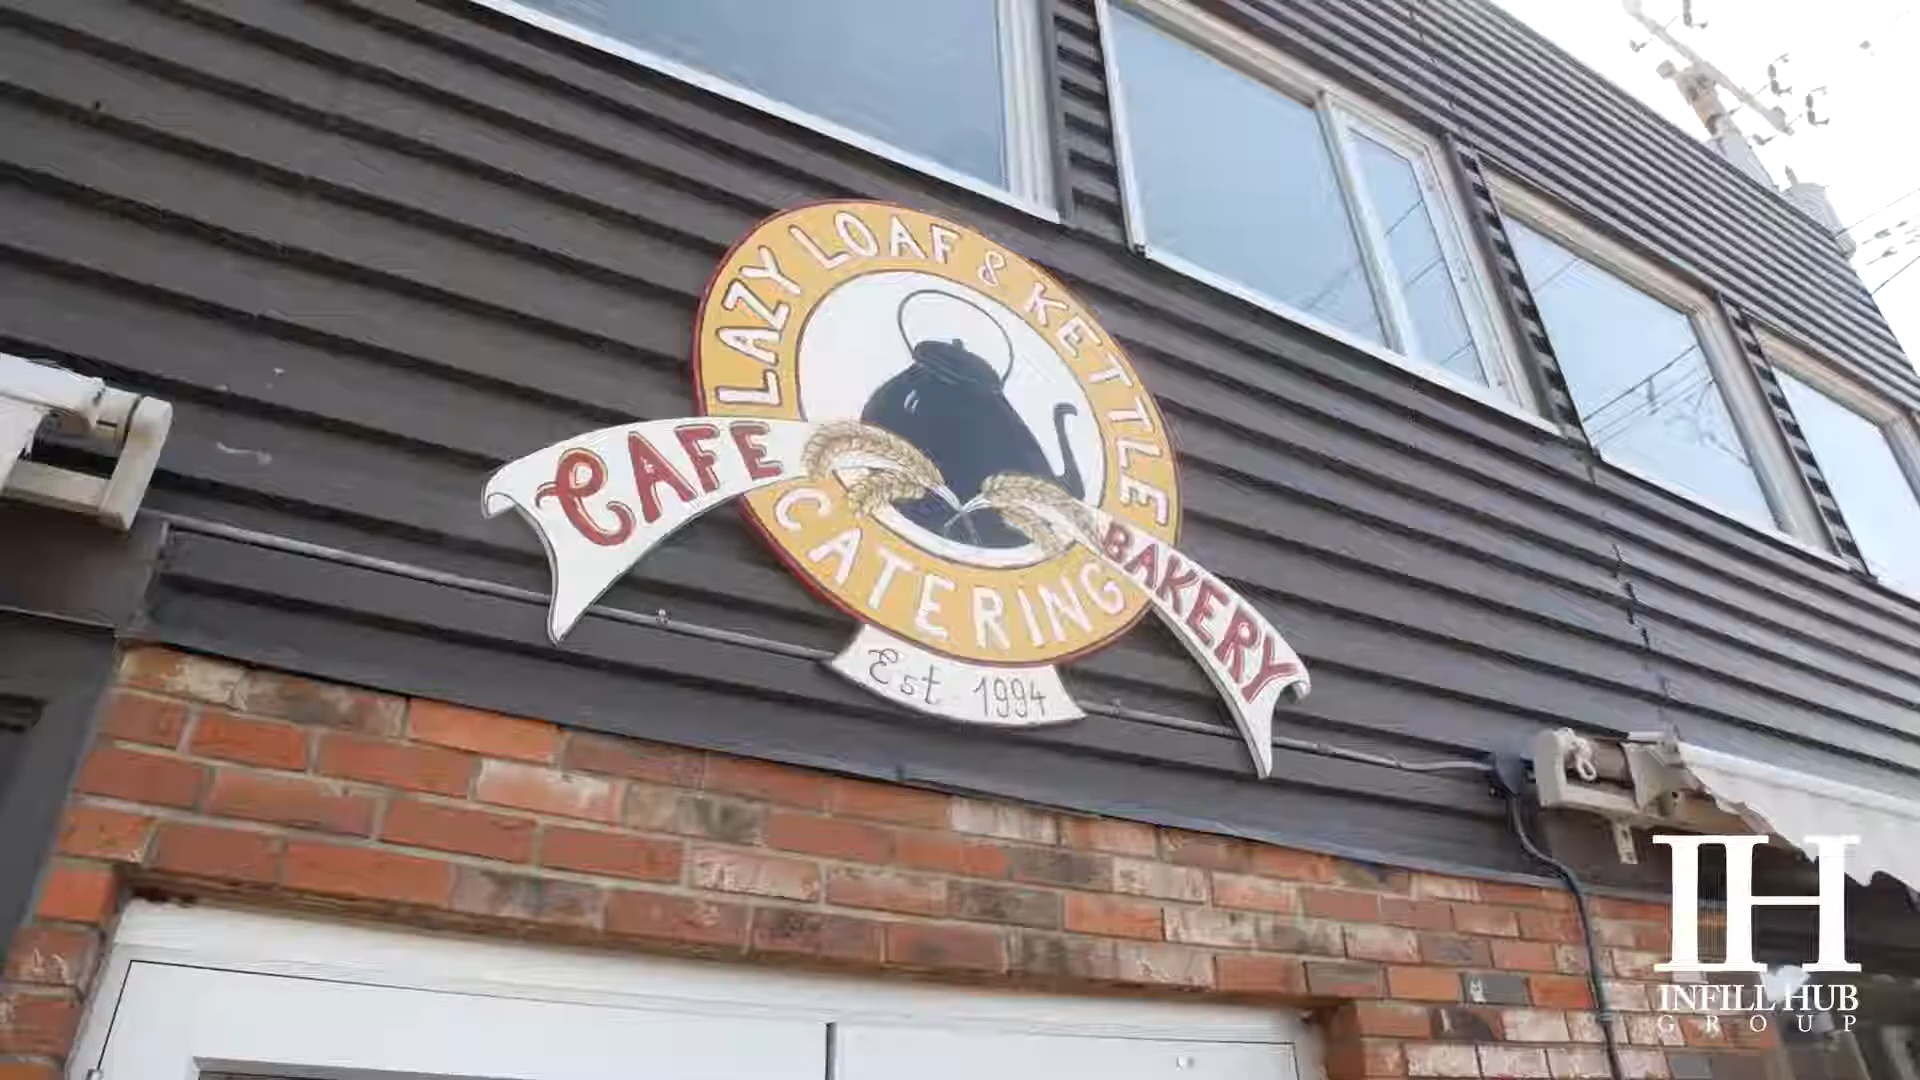 LAZY LOAF & KETTLE
CAFE
BAKERY
CATERING
Est 1994
IH
INFILL HUB
GROUP